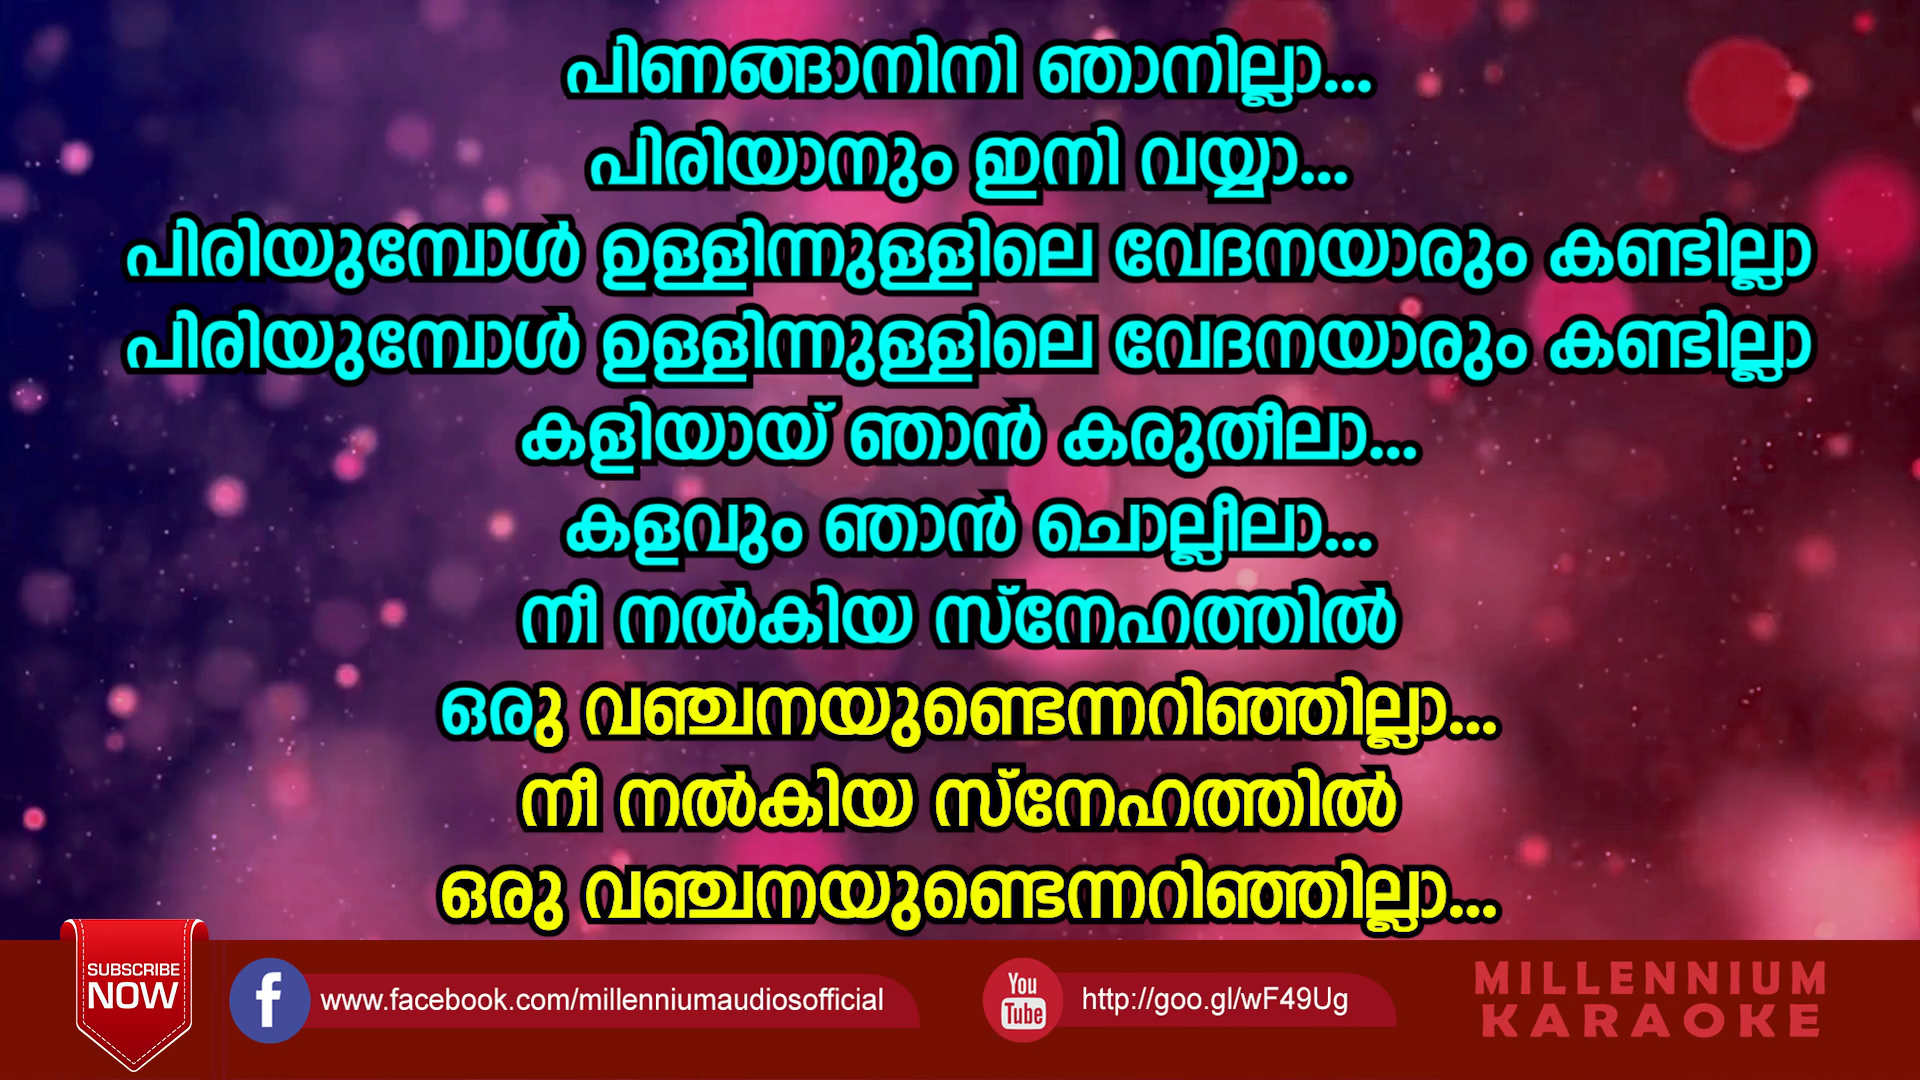 പിണങ്ങാനിനി ഞാനില്ലാ...
പിരിയാനും ഇനി വയ്യാ...
പിരിയുമ്പോൾ ഉള്ളിന്നുള്ളിലെ വേദനയാരും കണ്ടില്ലാ
പിരിയുമ്പോൾ ഉള്ളിന്നുള്ളിലെ വേദനയാരും കണ്ടില്ലാ
കളിയായ് ഞാൻ കരുതീലാ...
കളവും ഞാൻ ചൊല്ലീലാ...
നീ നൽകിയ സ്നേഹത്തിൽ
ഒരു വഞ്ചനയുണ്ടെന്നറിഞ്ഞില്ലാ...
നീ നൽകിയ സ്നേഹത്തിൽ
ഒരു വഞ്ചനയുണ്ടെന്നറിഞ്ഞില്ലാ...
SUBSCRIBE
NOW
f www.facebook.com/millenniumaudiosofficial
You
Tube
http://goo.gl/wF49Ug
MILLENNIUM
KARAOKE